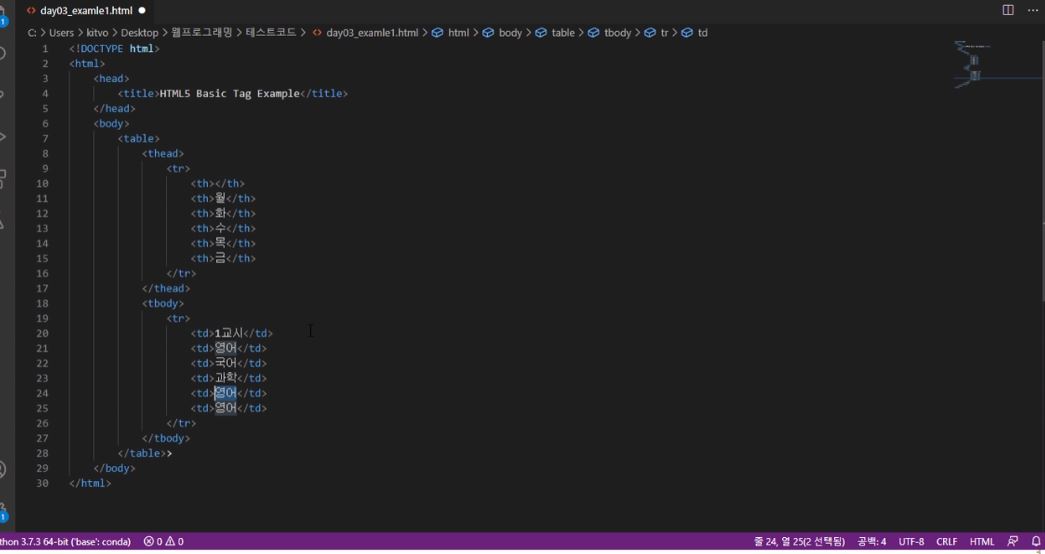 day03_examle1.html
C: > Users > kitvo > Desktop > 웹프로그래밍 > 테스트코드 > day03_examle1.html > html > body > table > tbody > tr > td
1 <!DOCTYPE html>
2 <html>
3 <head>
4 <title>HTML5 Basic Tag Example</title>
5 </head>
6 <body>
7 <table>
8 <thead>
9 <tr>
10 <th></th>
11 <th>월</th>
12 <th>화</th>
13 <th>수</th>
14 <th>목</th>
15 <th>금</th>
16 </tr>
17 </thead>
18 <tbody>
19 <tr>
20 <td>1교시</td>
21 <td>영어</td>
22 <td>국어</td>
23 <td>과학</td>
24 <td>영어</td>
25 <td>영어</td>
26 </tr>
27 </tbody>
28 </table>>
29 </body>
30 </html>
thon 3.7.3 64-bit ('base': conda) 0 0 줄 24, 열 25(2 선택됨) 공백: 4 UTF-8 CRLF HTML